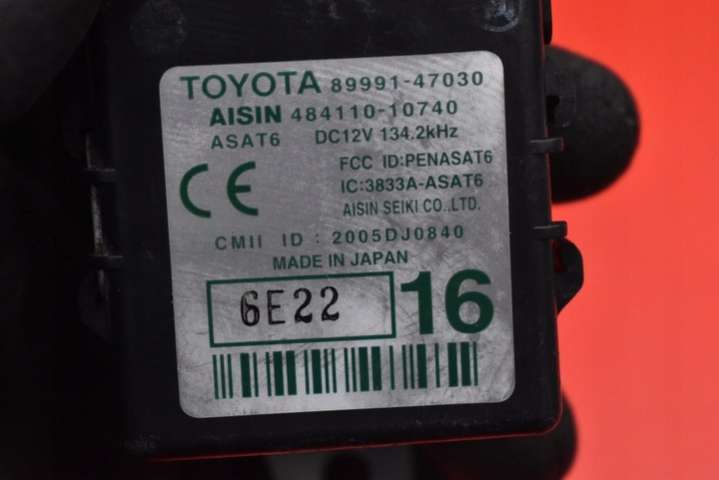 TOYOTA 89991-47030
AISIN 484110-10740
ASAT6 DC12V 134.2kHz
FCC ID:PENASAT6
CE IC:3833A-ASAT6
AISIN SEIKI CO.,LTD.
CMII ID : 2005DJ0840
MADE IN JAPAN
6E22 16